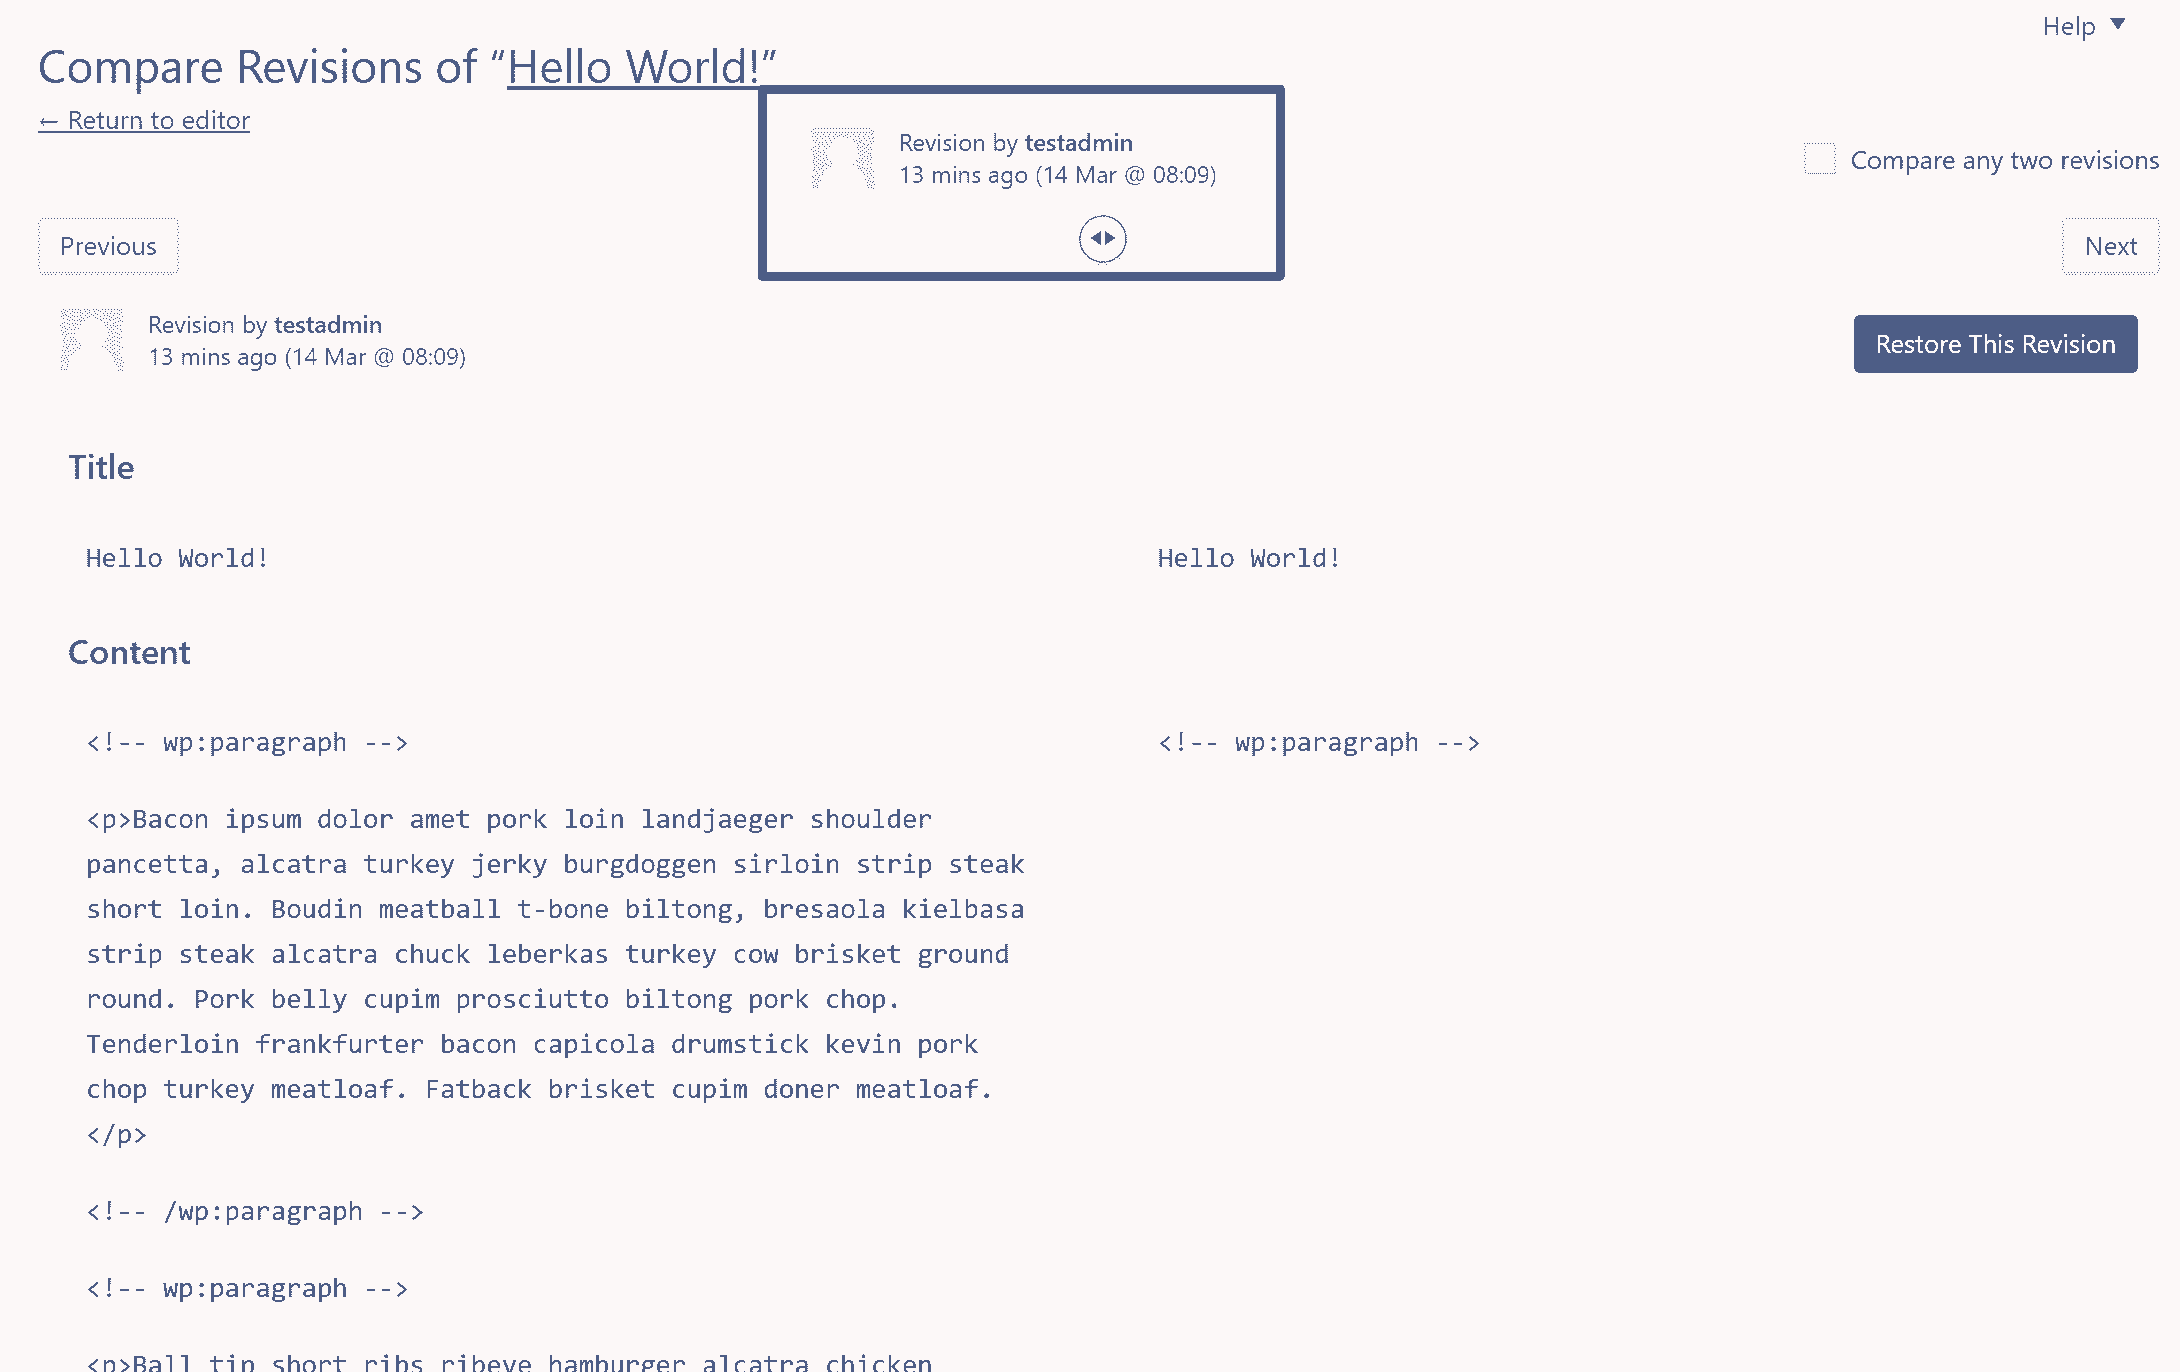 Help
Compare Revisions of “Hello World!”
← Return to editor
Revision by testadmin
13 mins ago (14 Mar @ 08:09)
Compare any two revisions
Previous
Next
Revision by testadmin
13 mins ago (14 Mar @ 08:09)
Restore This Revision
Title
Hello World!
Hello World!
Content
<!-- wp:paragraph -->
<!-- wp:paragraph -->
<p>Bacon ipsum dolor amet pork loin landjaeger shoulder
pancetta, alcatra turkey jerky burgdoggen sirloin strip steak
short loin. Boudin meatball t-bone biltong, bresaola kielbasa
strip steak alcatra chuck leberkas turkey cow brisket ground
round. Pork belly cupim prosciutto biltong pork chop.
Tenderloin frankfurter bacon capicola drumstick kevin pork
chop turkey meatloaf. Fatback brisket cupim doner meatloaf.
</p>
<!-- /wp:paragraph -->
<!-- wp:paragraph -->
<p>Ball tip short ribs ribeye hamburger alcatra chicken